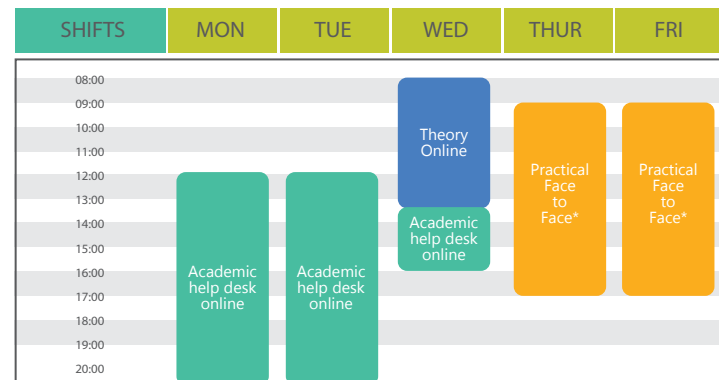 SHIFTS MON TUE WED THUR FRI
08:00
09:00
10:00
11:00
12:00
13:00
14:00
15:00
16:00
17:00
18:00
19:00
20:00
Academic
help desk
online
Academic
help desk
online
Theory
Online
Academic
help desk
online
Practical
Face
to
Face*
Practical
Face
to
Face*